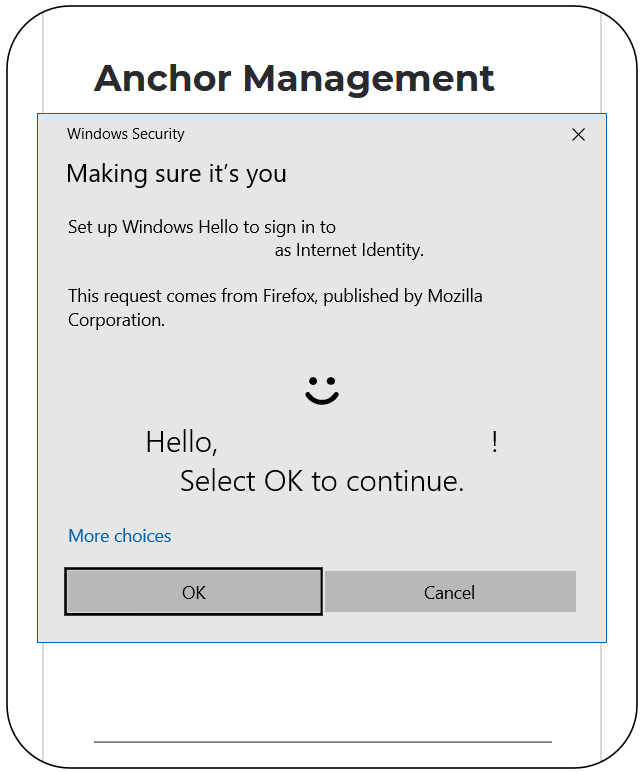 Anchor Management
Windows Security
Making sure it's you
Set up Windows Hello to sign in to
as Internet Identity.
This request comes from Firefox, published by Mozilla
Corporation.
Hello, !
Select OK to continue.
More choices
OK Cancel